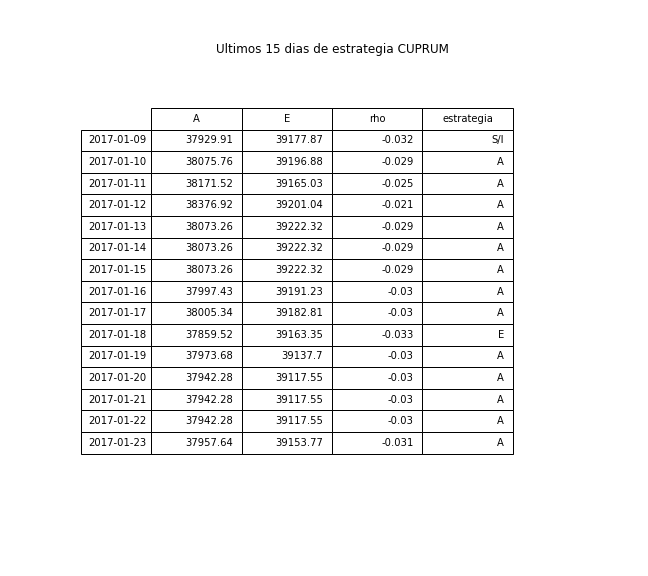 Ultimos 15 dias de estrategia CUPRUM
A E rho estrategia
2017-01-09 37929.91 39177.87 -0.032 S/I
2017-01-10 38075.76 39196.88 -0.029 A
2017-01-11 38171.52 39165.03 -0.025 A
2017-01-12 38376.92 39201.04 -0.021 A
2017-01-13 38073.26 39222.32 -0.029 A
2017-01-14 38073.26 39222.32 -0.029 A
2017-01-15 38073.26 39222.32 -0.029 A
2017-01-16 37997.43 39191.23 -0.03 A
2017-01-17 38005.34 39182.81 -0.03 A
2017-01-18 37859.52 39163.35 -0.033 E
2017-01-19 37973.68 39137.7 -0.03 A
2017-01-20 37942.28 39117.55 -0.03 A
2017-01-21 37942.28 39117.55 -0.03 A
2017-01-22 37942.28 39117.55 -0.03 A
2017-01-23 37957.64 39153.77 -0.031 A